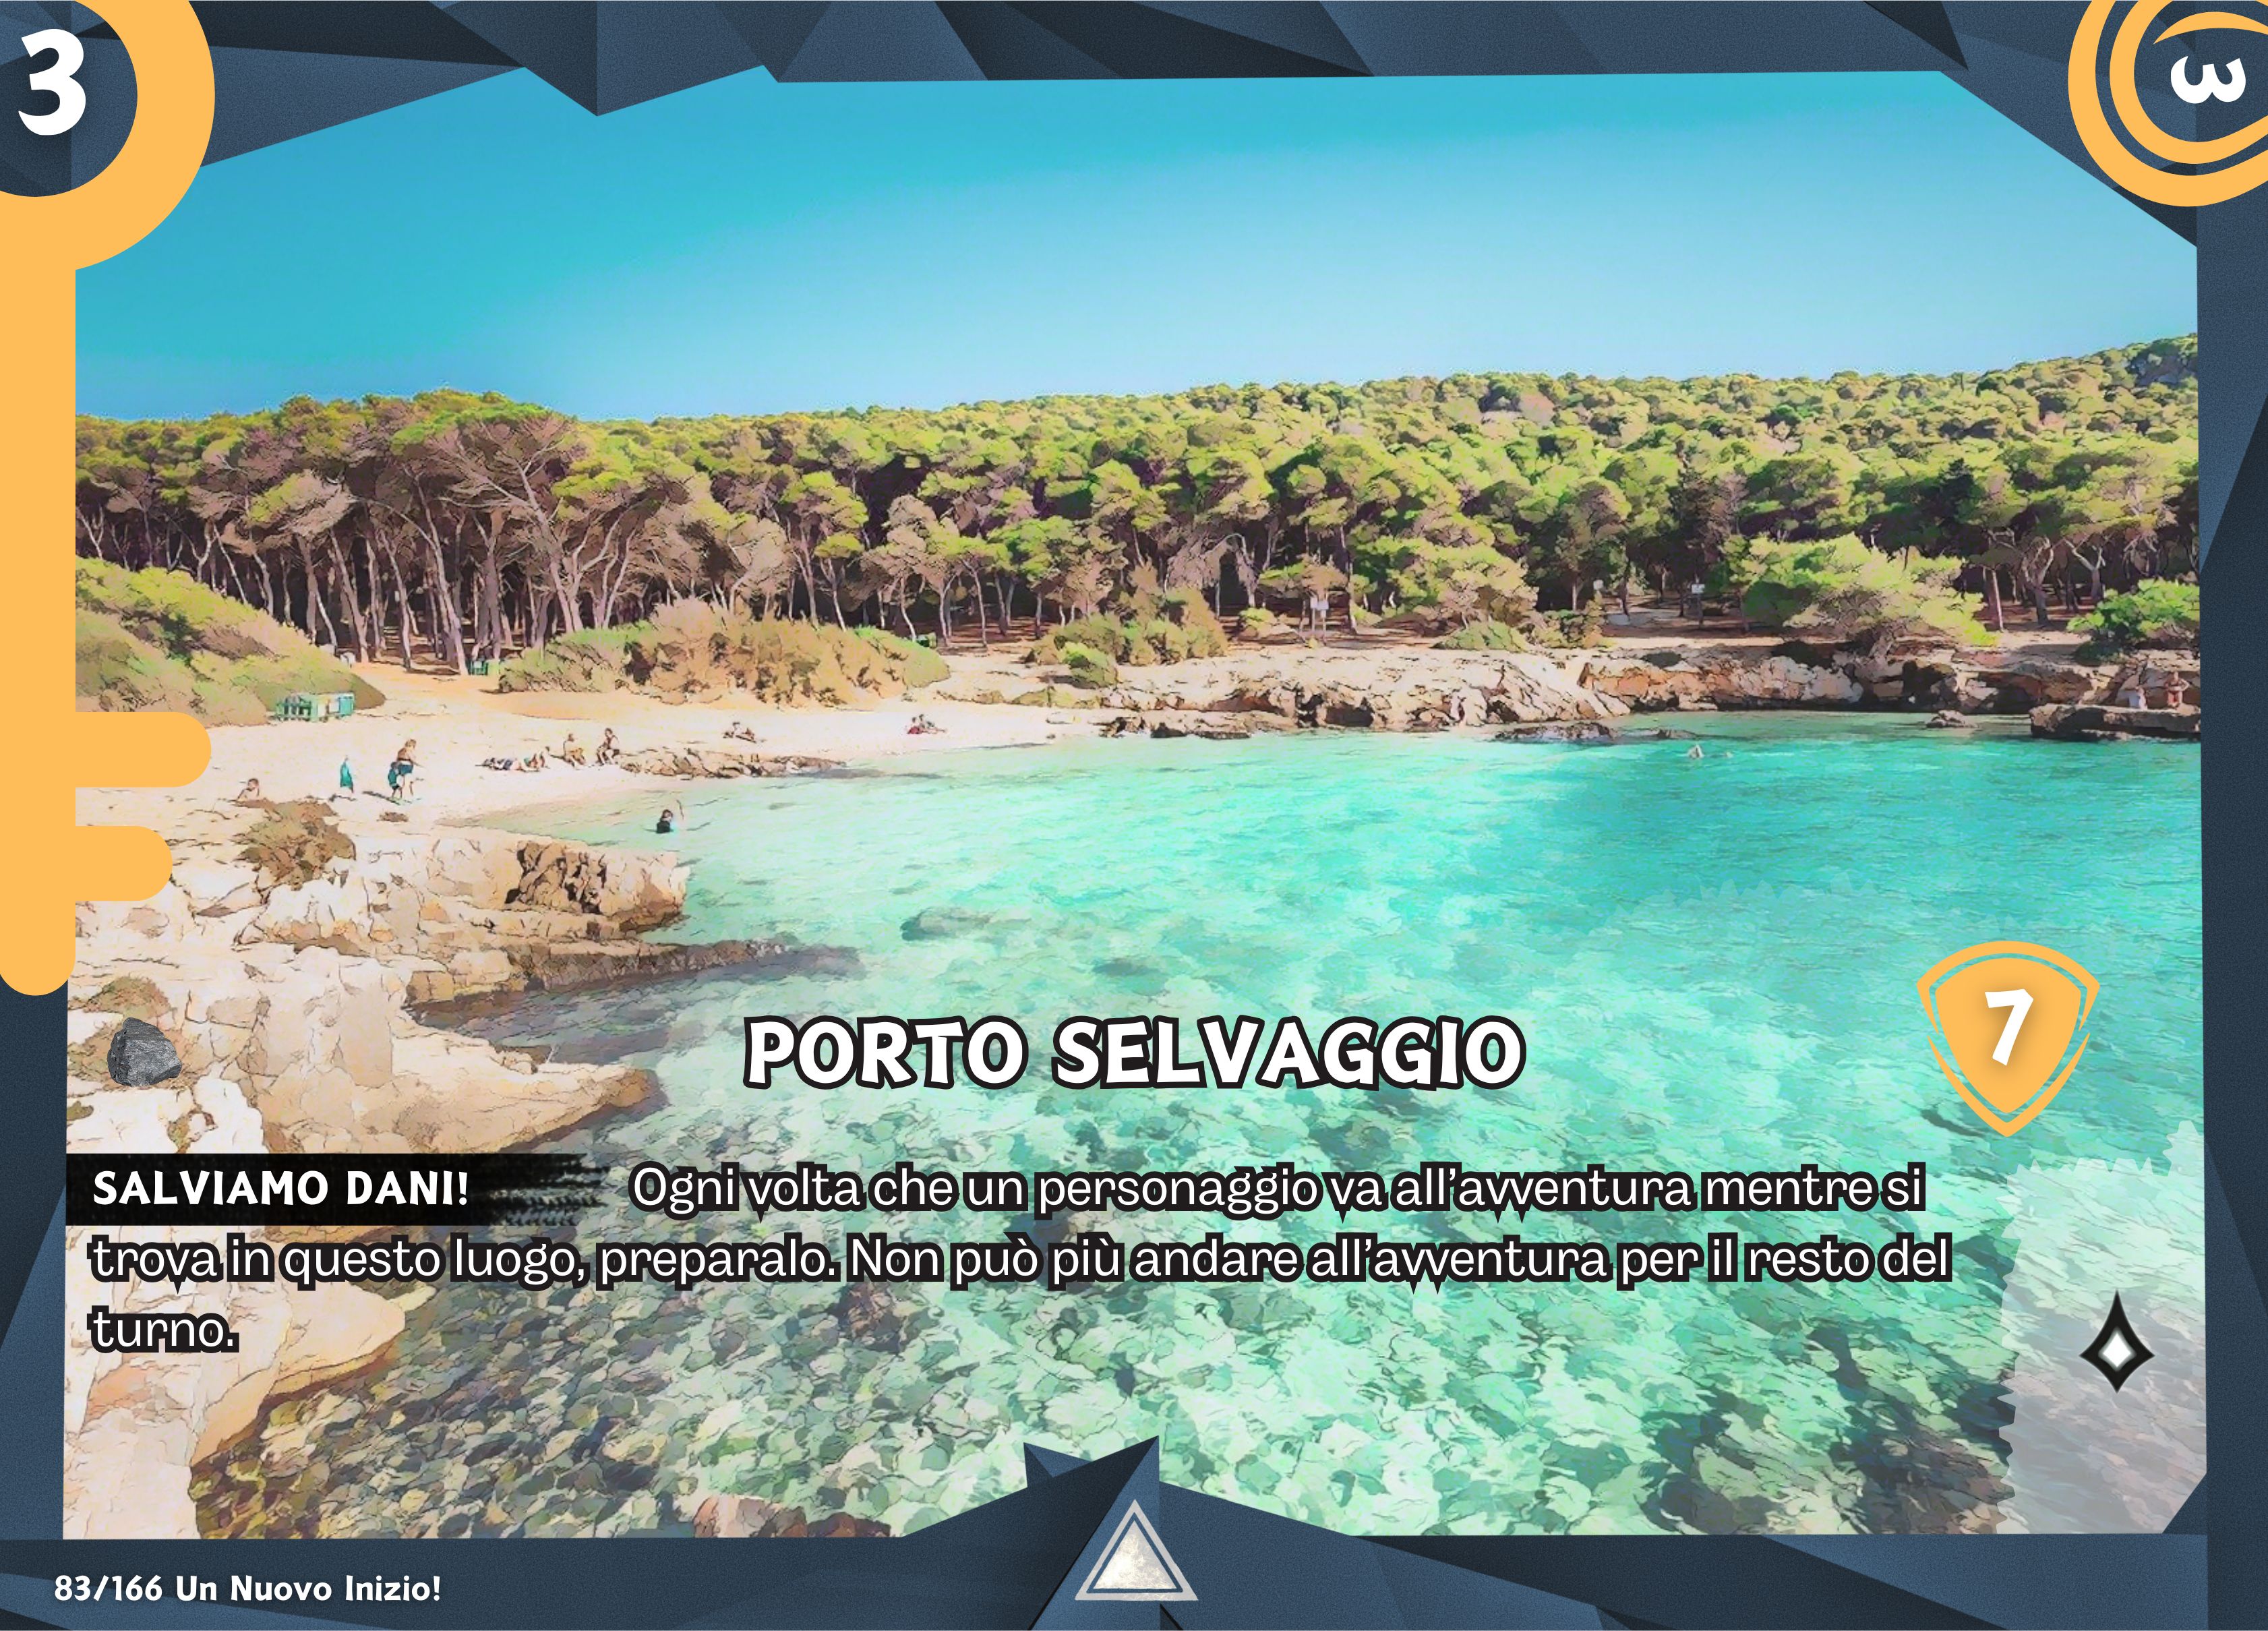 3
3
PORTO SELVAGGIO
7
SALVIAMO DANI! Ogni volta che un personaggio va all'avventura mentre si
trova in questo luogo, preparalo. Non può più andare all'avventura per il resto del
turno.
83/166 Un Nuovo Inizio!